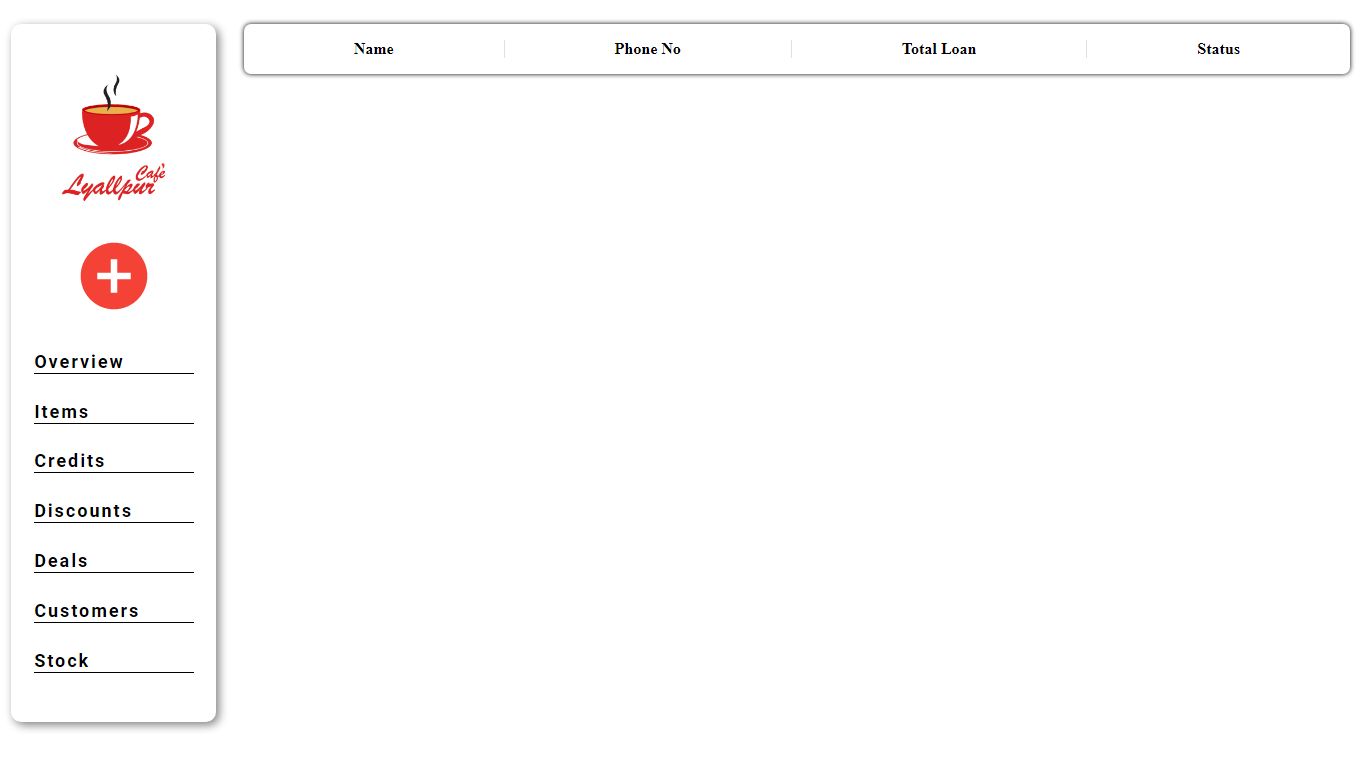 Café
Lyallpur
Overview
Items
Credits
Discounts
Deals
Customers
Stock
Name Phone No Total Loan Status